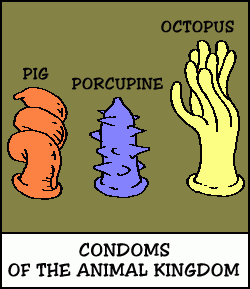 OCTOPUS
PIG
PORCUPINE
CONDOMS
OF THE ANIMAL KINGDOM